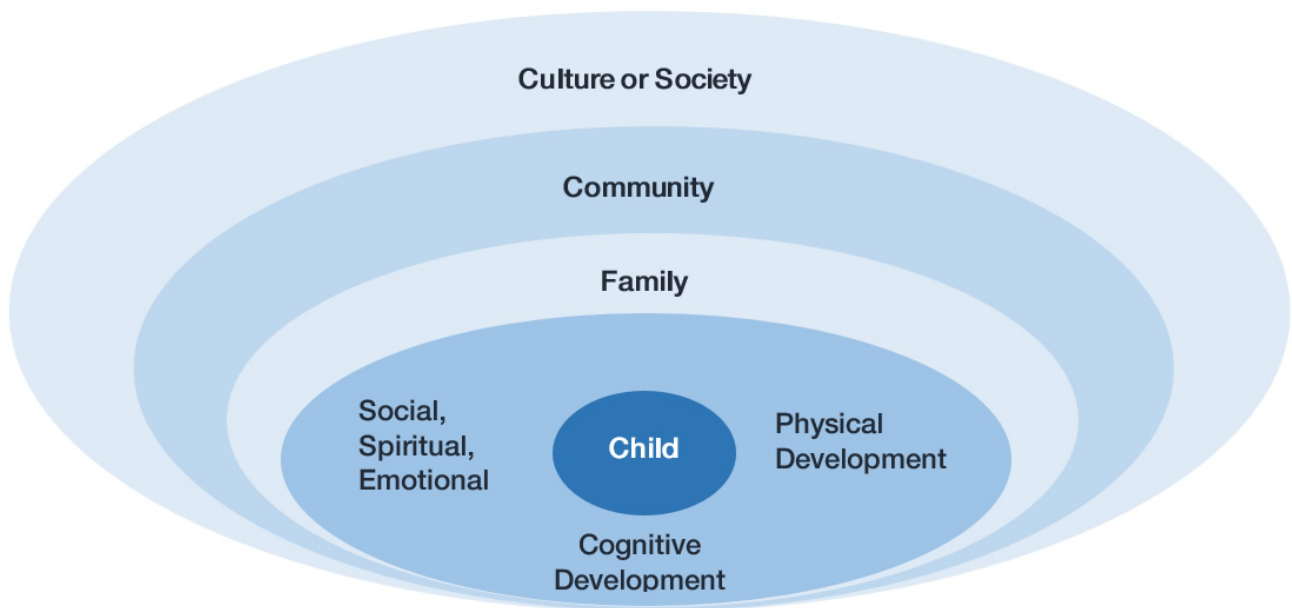 Culture or Society
Community
Family
Social,
Spiritual,
Emotional
Child
Physical
Development
Cognitive
Development